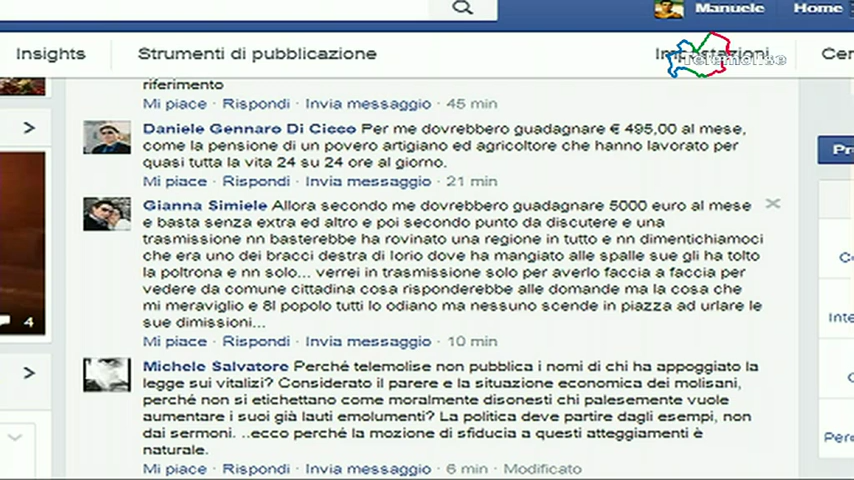 Manuele Home
Insights Strumenti di pubblicazione Impostazioni
Telemolise
riferimento
Mi piace · Rispondi · Invia messaggio · 45 min
Daniele Gennaro Di Cicco Per me dovrebbero guadagnare € 495,00 al mese,
come la pensione di un povero artigiano ed agricoltore che hanno lavorato per
quasi tutta la vita 24 su 24 ore al giorno.
Mi piace · Rispondi · Invia messaggio · 21 min
Gianna Simiele Allora secondo me dovrebbero guadagnare 5000 euro al mese
e basta senza extra ed altro e poi secondo punto da discutere e una
trasmissione nn basterebbe ha rovinato una regione in tutto e nn dimentichiamoci
che era uno dei bracci destra di Iorio dove ha mangiato alle spalle sue gli ha tolto
la poltrona e nn solo... verrei in trasmissione solo per averlo faccia a faccia per
vedere da comune cittadina cosa risponderebbe alle domande ma la cosa che
mi meraviglio e 8l popolo tutti lo odiano ma nessuno scende in piazza ad urlare le
sue dimissioni...
Mi piace · Rispondi · Invia messaggio · 10 min
4
Michele Salvatore Perché telemolise non pubblica i nomi di chi ha appoggiato la
legge sui vitalizi? Considerato il parere e la situazione economica dei molisani,
perché non si etichettano come moralmente disonesti chi palesemente vuole
aumentare i suoi già lauti emolumenti? La politica deve partire dagli esempi, non
dai sermoni. ..ecco perché la mozione di sfiducia a questi atteggiamenti è
naturale.
Mi piace · Rispondi · Invia messaggio · 6 min · Modificato